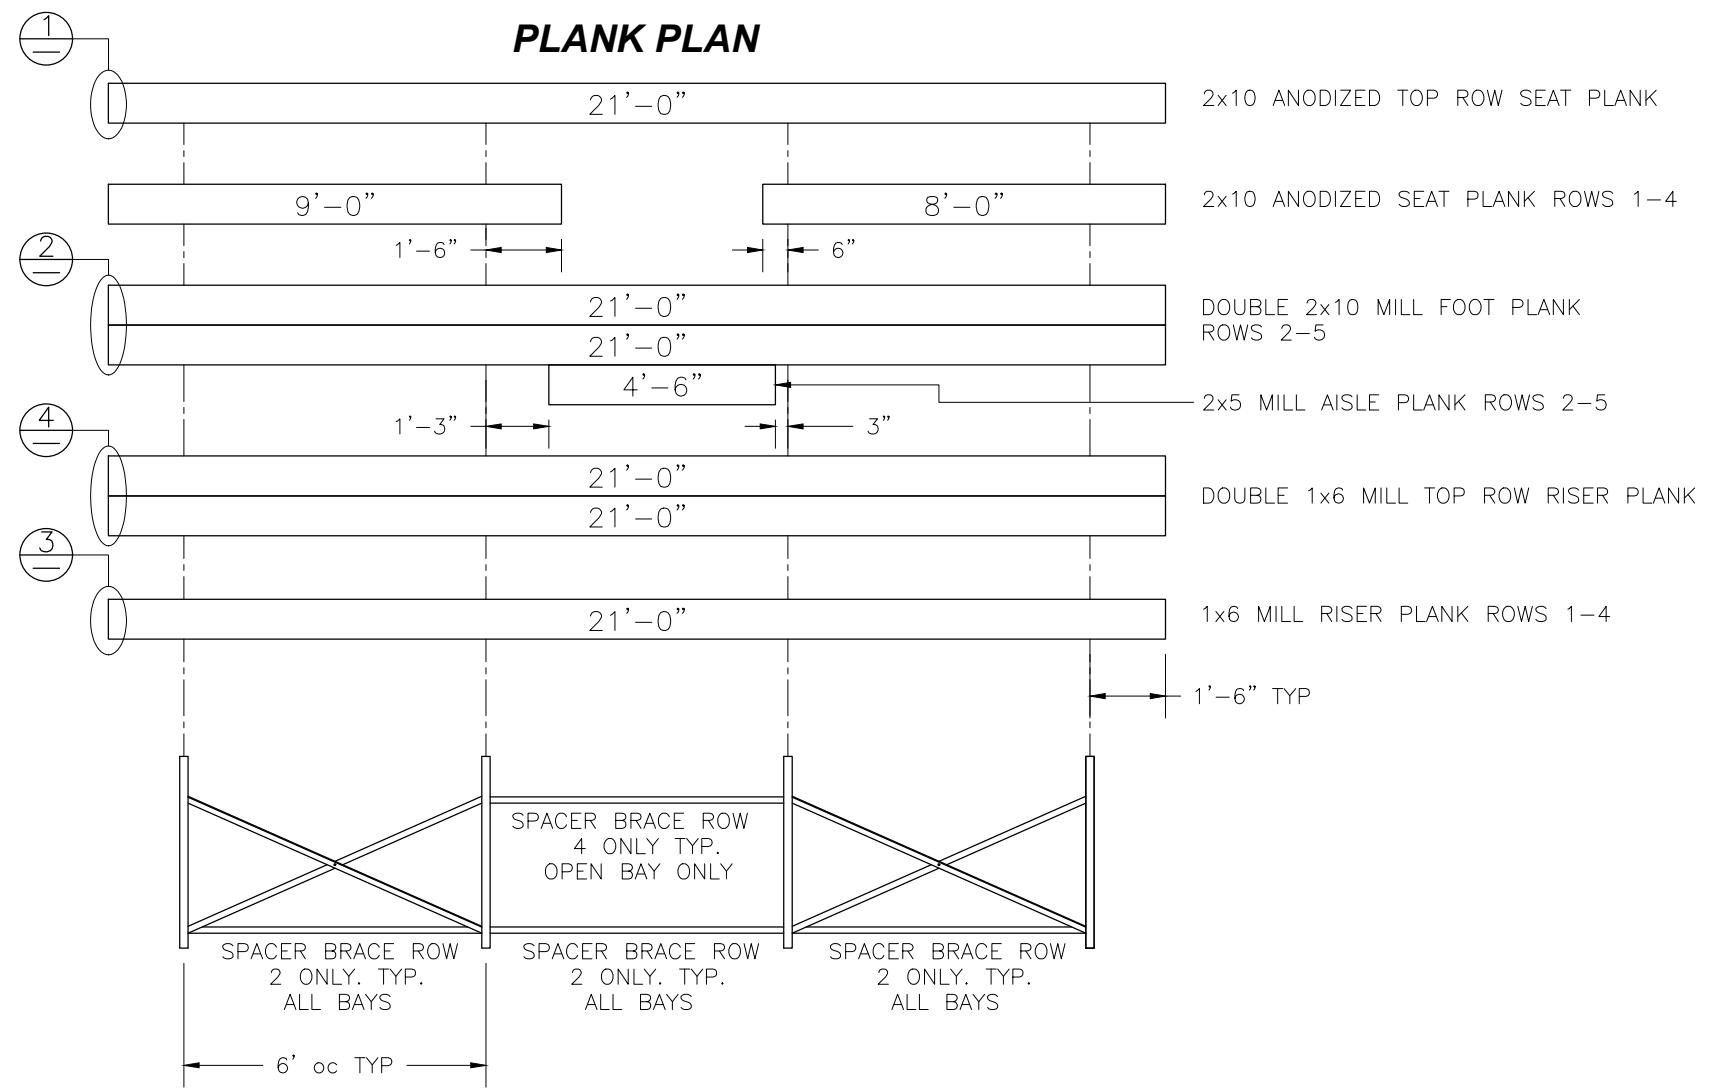 1
PLANK PLAN
21'-0"
2x10 ANODIZED TOP ROW SEAT PLANK
9'-0"
8'-0"
2x10 ANODIZED SEAT PLANK ROWS 1-4
2
1'-6"
6"
21'-0"
DOUBLE 2x10 MILL FOOT PLANK
ROWS 2-5
21'-0"
4'-6"
2x5 MILL AISLE PLANK ROWS 2-5
4
1'-3"
3"
21'-0"
DOUBLE 1x6 MILL TOP ROW RISER PLANK
21'-0"
3
21'-0"
1x6 MILL RISER PLANK ROWS 1-4
1'-6" TYP
SPACER BRACE ROW
4 ONLY TYP.
OPEN BAY ONLY
SPACER BRACE ROW
2 ONLY. TYP.
ALL BAYS
SPACER BRACE ROW
2 ONLY. TYP.
ALL BAYS
SPACER BRACE ROW
2 ONLY. TYP.
ALL BAYS
6' oc TYP